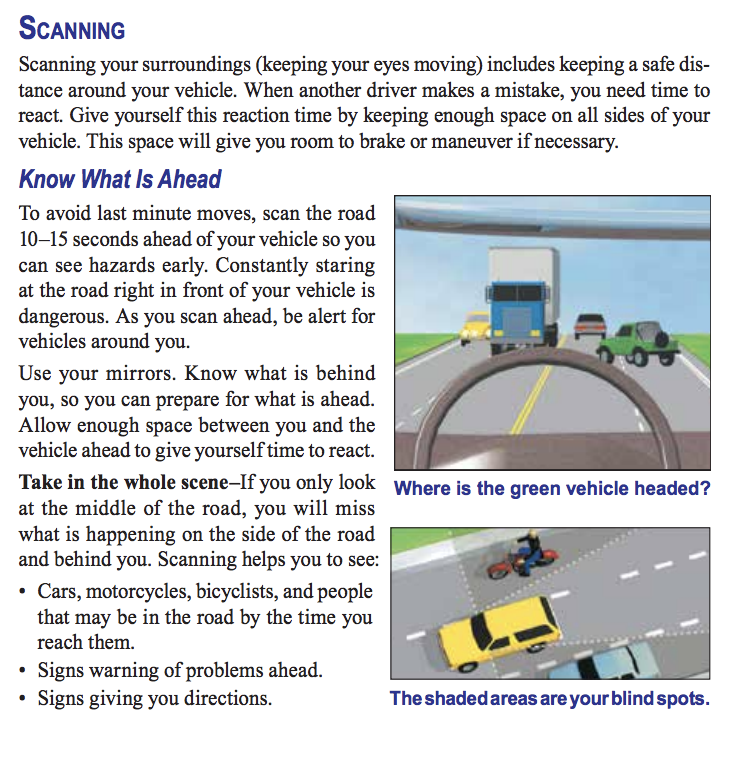 SCANNING
Scanning your surroundings (keeping your eyes moving) includes keeping a safe dis-
tance around your vehicle. When another driver makes a mistake, you need time to
react. Give yourself this reaction time by keeping enough space on all sides of your
vehicle. This space will give you room to brake or maneuver if necessary.
Know What Is Ahead
To avoid last minute moves, scan the road
10–15 seconds ahead of your vehicle so you
can see hazards early. Constantly staring
at the road right in front of your vehicle is
dangerous. As you scan ahead, be alert for
vehicles around you.
Use your mirrors. Know what is behind
you, so you can prepare for what is ahead.
Allow enough space between you and the
vehicle ahead to give yourself time to react.
Take in the whole scene–If you only look
at the middle of the road, you will miss
what is happening on the side of the road
and behind you. Scanning helps you to see:
• Cars, motorcycles, bicyclists, and people
that may be in the road by the time you
reach them.
• Signs warning of problems ahead.
• Signs giving you directions.
Where is the green vehicle headed?
The shaded areas are your blind spots.